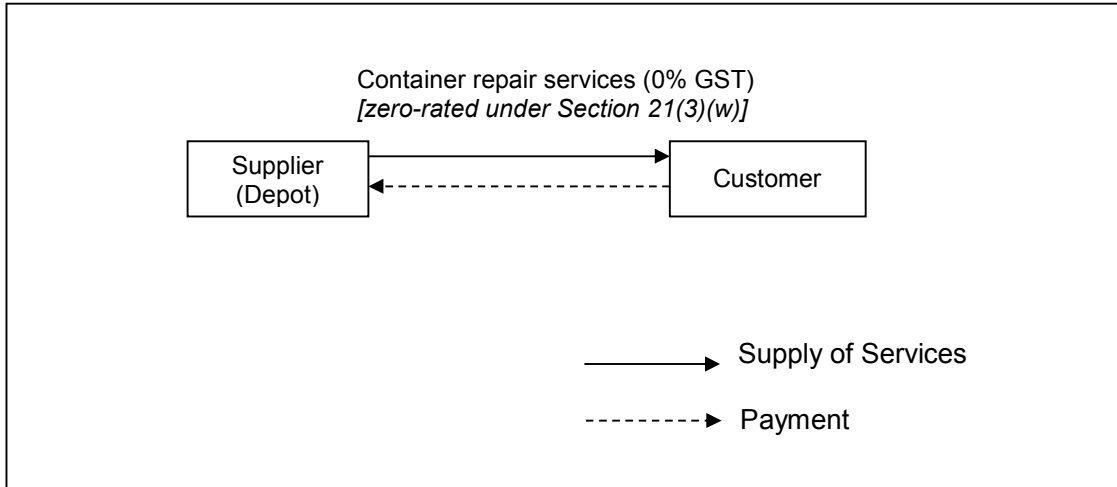 Container repair services (0% GST)
[zero-rated under Section 21(3)(w)]
Supplier
(Depot)
Customer
Supply of Services
Payment